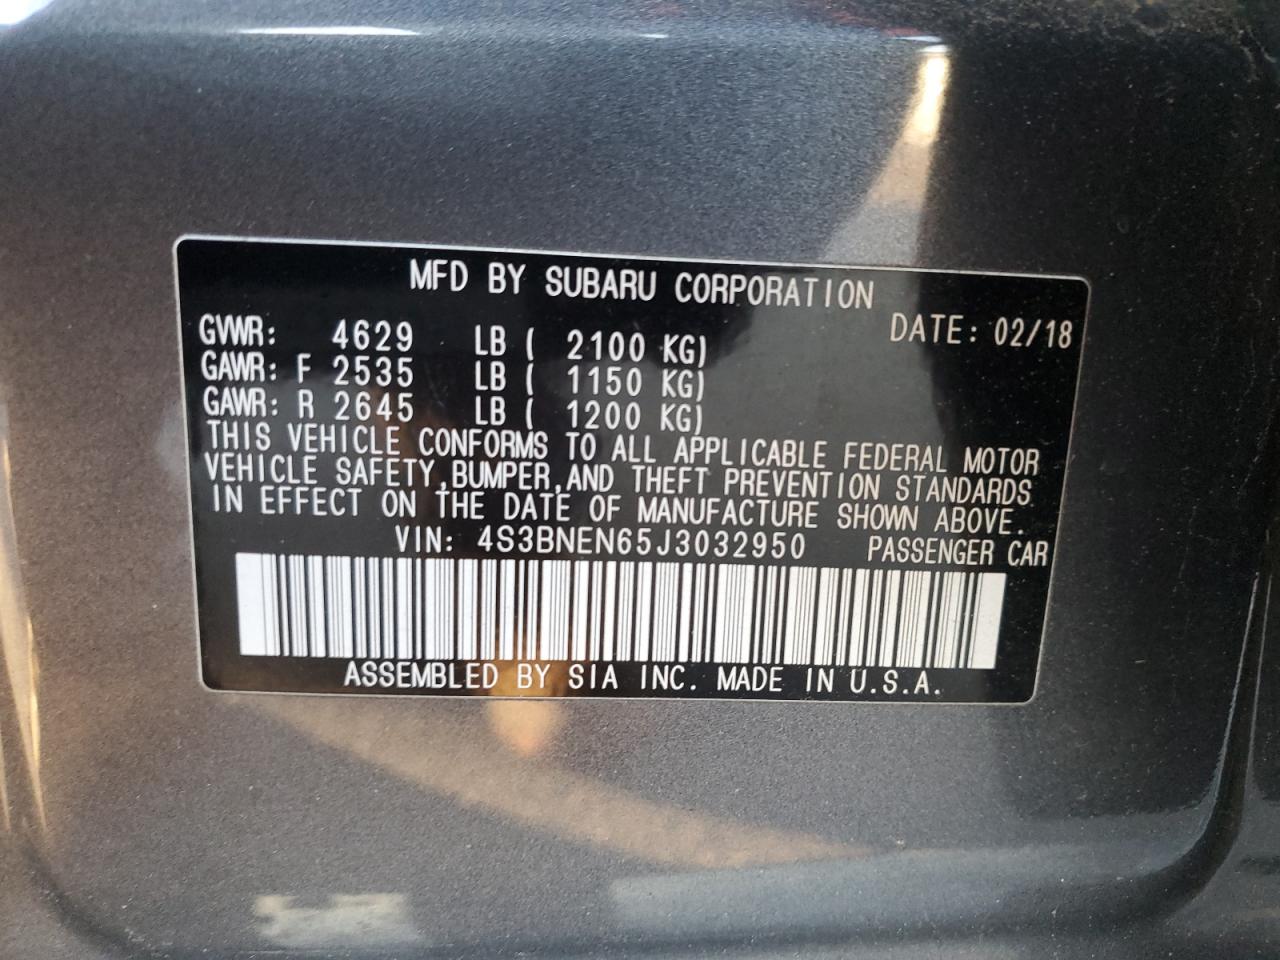 MFD BY SUBARU CORPORATION
GVWR: 4629 LB ( 2100 KG) DATE: 02/18
GAWR: F 2535 LB ( 1150 KG)
GAWR: R 2645 LB ( 1200 KG)
THIS VEHICLE CONFORMS TO ALL APPLICABLE FEDERAL MOTOR
VEHICLE SAFETY,BUMPER,AND THEFT PREVENTION STANDARDS
IN EFFECT ON THE DATE OF MANUFACTURE SHOWN ABOVE.
VIN: 4S3BNEN65J3032950 PASSENGER CAR
ASSEMBLED BY SIA INC. MADE IN U.S.A.